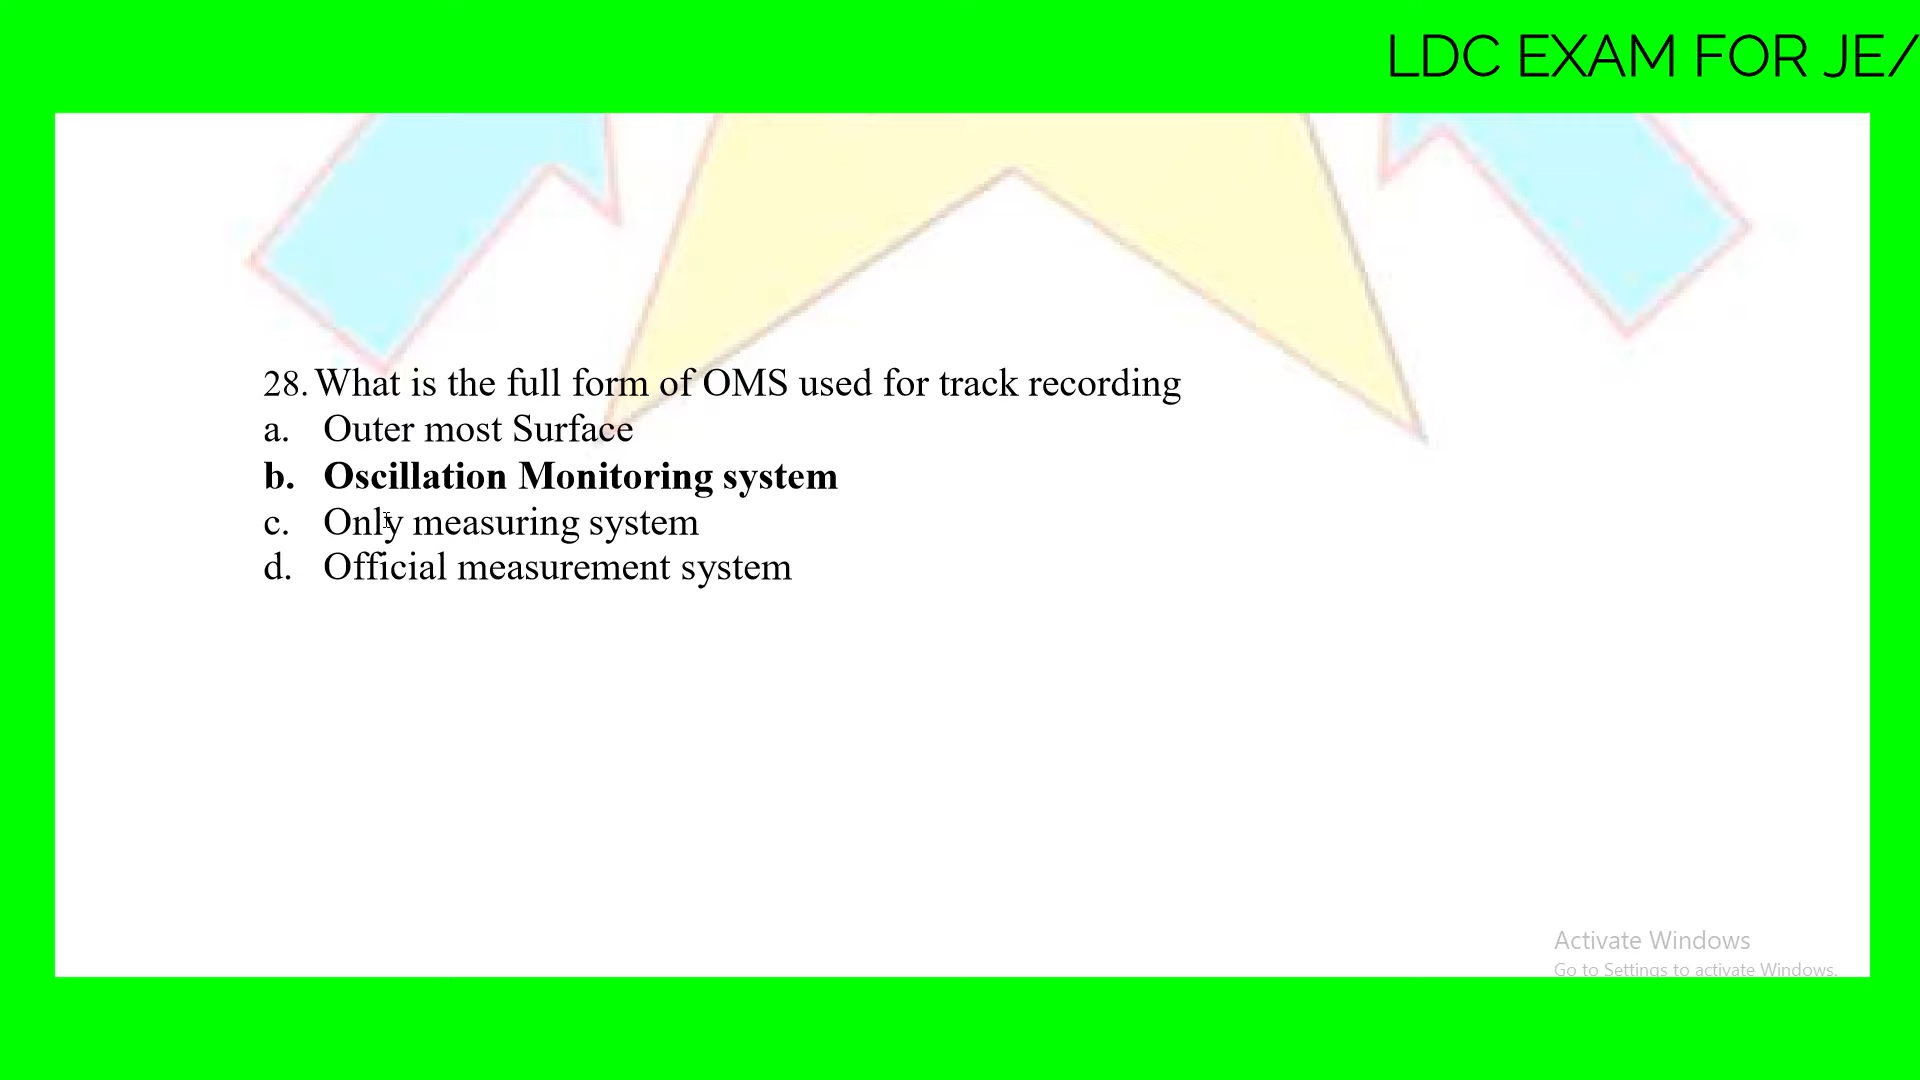 LDC EXAM FOR JE/
28. What is the full form of OMS used for track recording
a. Outer most Surface
b. Oscillation Monitoring system
c. Only measuring system
d. Official measurement system
Activate Windows
Go to Settings to activate Windows.